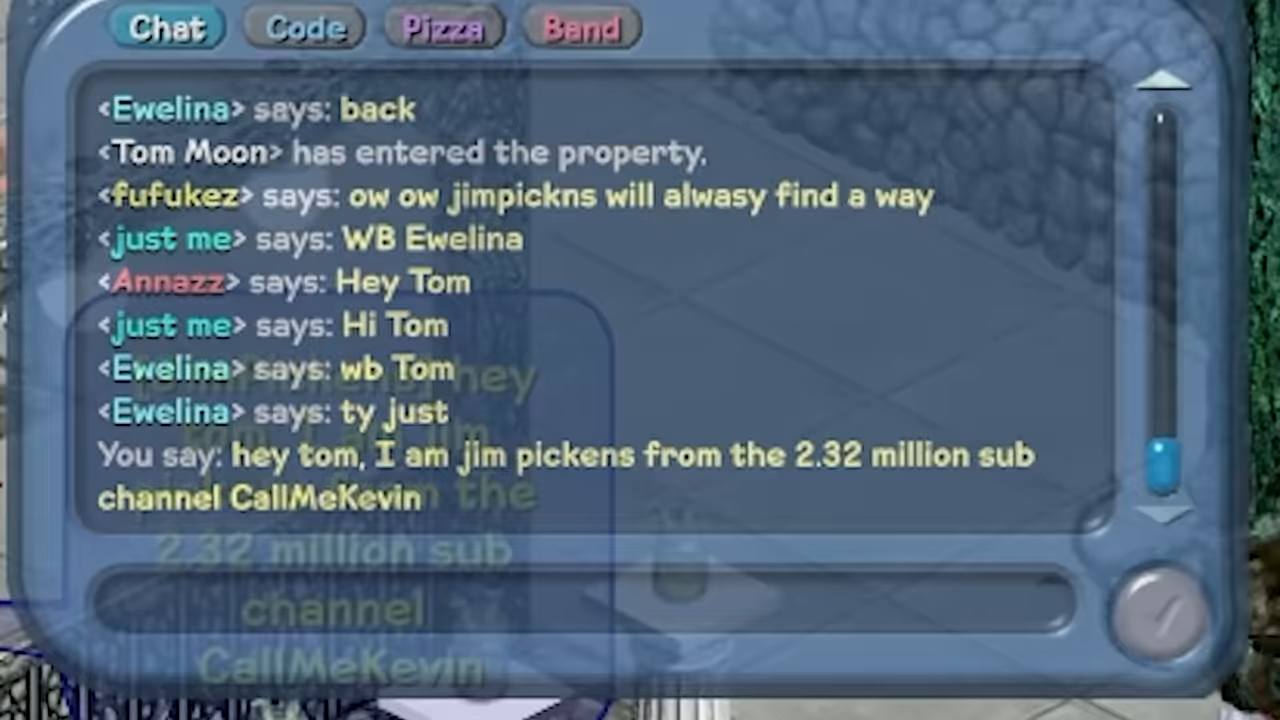 Chat Code Pizza Band
<Ewelina> says: back
<Tom Moon> has entered the property.
<fufukez> says: ow ow jimpickns will alwasy find a way
<just me> says: WB Ewelina
<Annazz> says: Hey Tom
<just me> says: Hi Tom
<Ewelina> says: wb Tom
<Ewelina> says: ty just
You say: hey tom, I am jim pickens from the 2.32 million sub
channel CallMeKevin
hey
the
2.32 million sub
channel
CallMeKevin